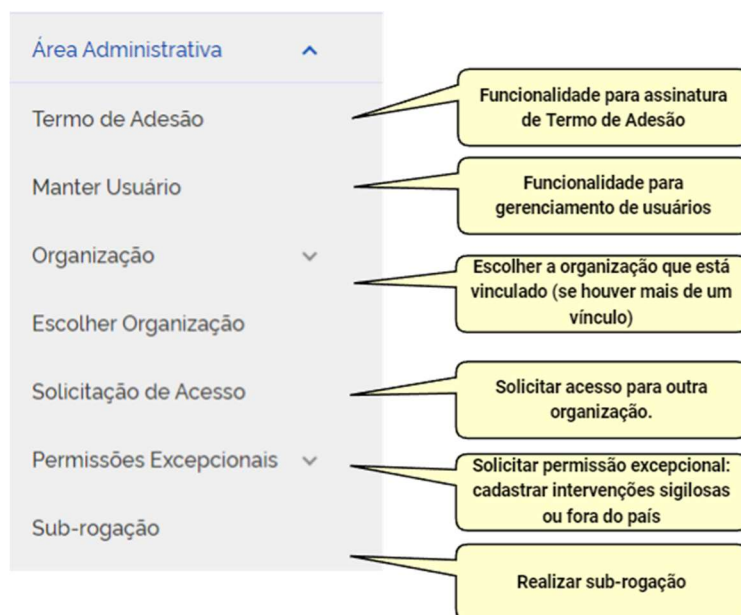 Área Administrativa
Termo de Adesão
Funcionalidade para assinatura
de Termo de Adesão
Manter Usuário
Funcionalidade para
gerenciamento de usuários
Organização
Escolher a organização que está
vinculado (se houver mais de um
vínculo)
Escolher Organização
Solicitação de Acesso
Solicitar acesso para outra
organização.
Permissões Excepcionais
Solicitar permissão excepcional:
cadastrar intervenções sigilosas
ou fora do país
Sub-rogação
Realizar sub-rogação